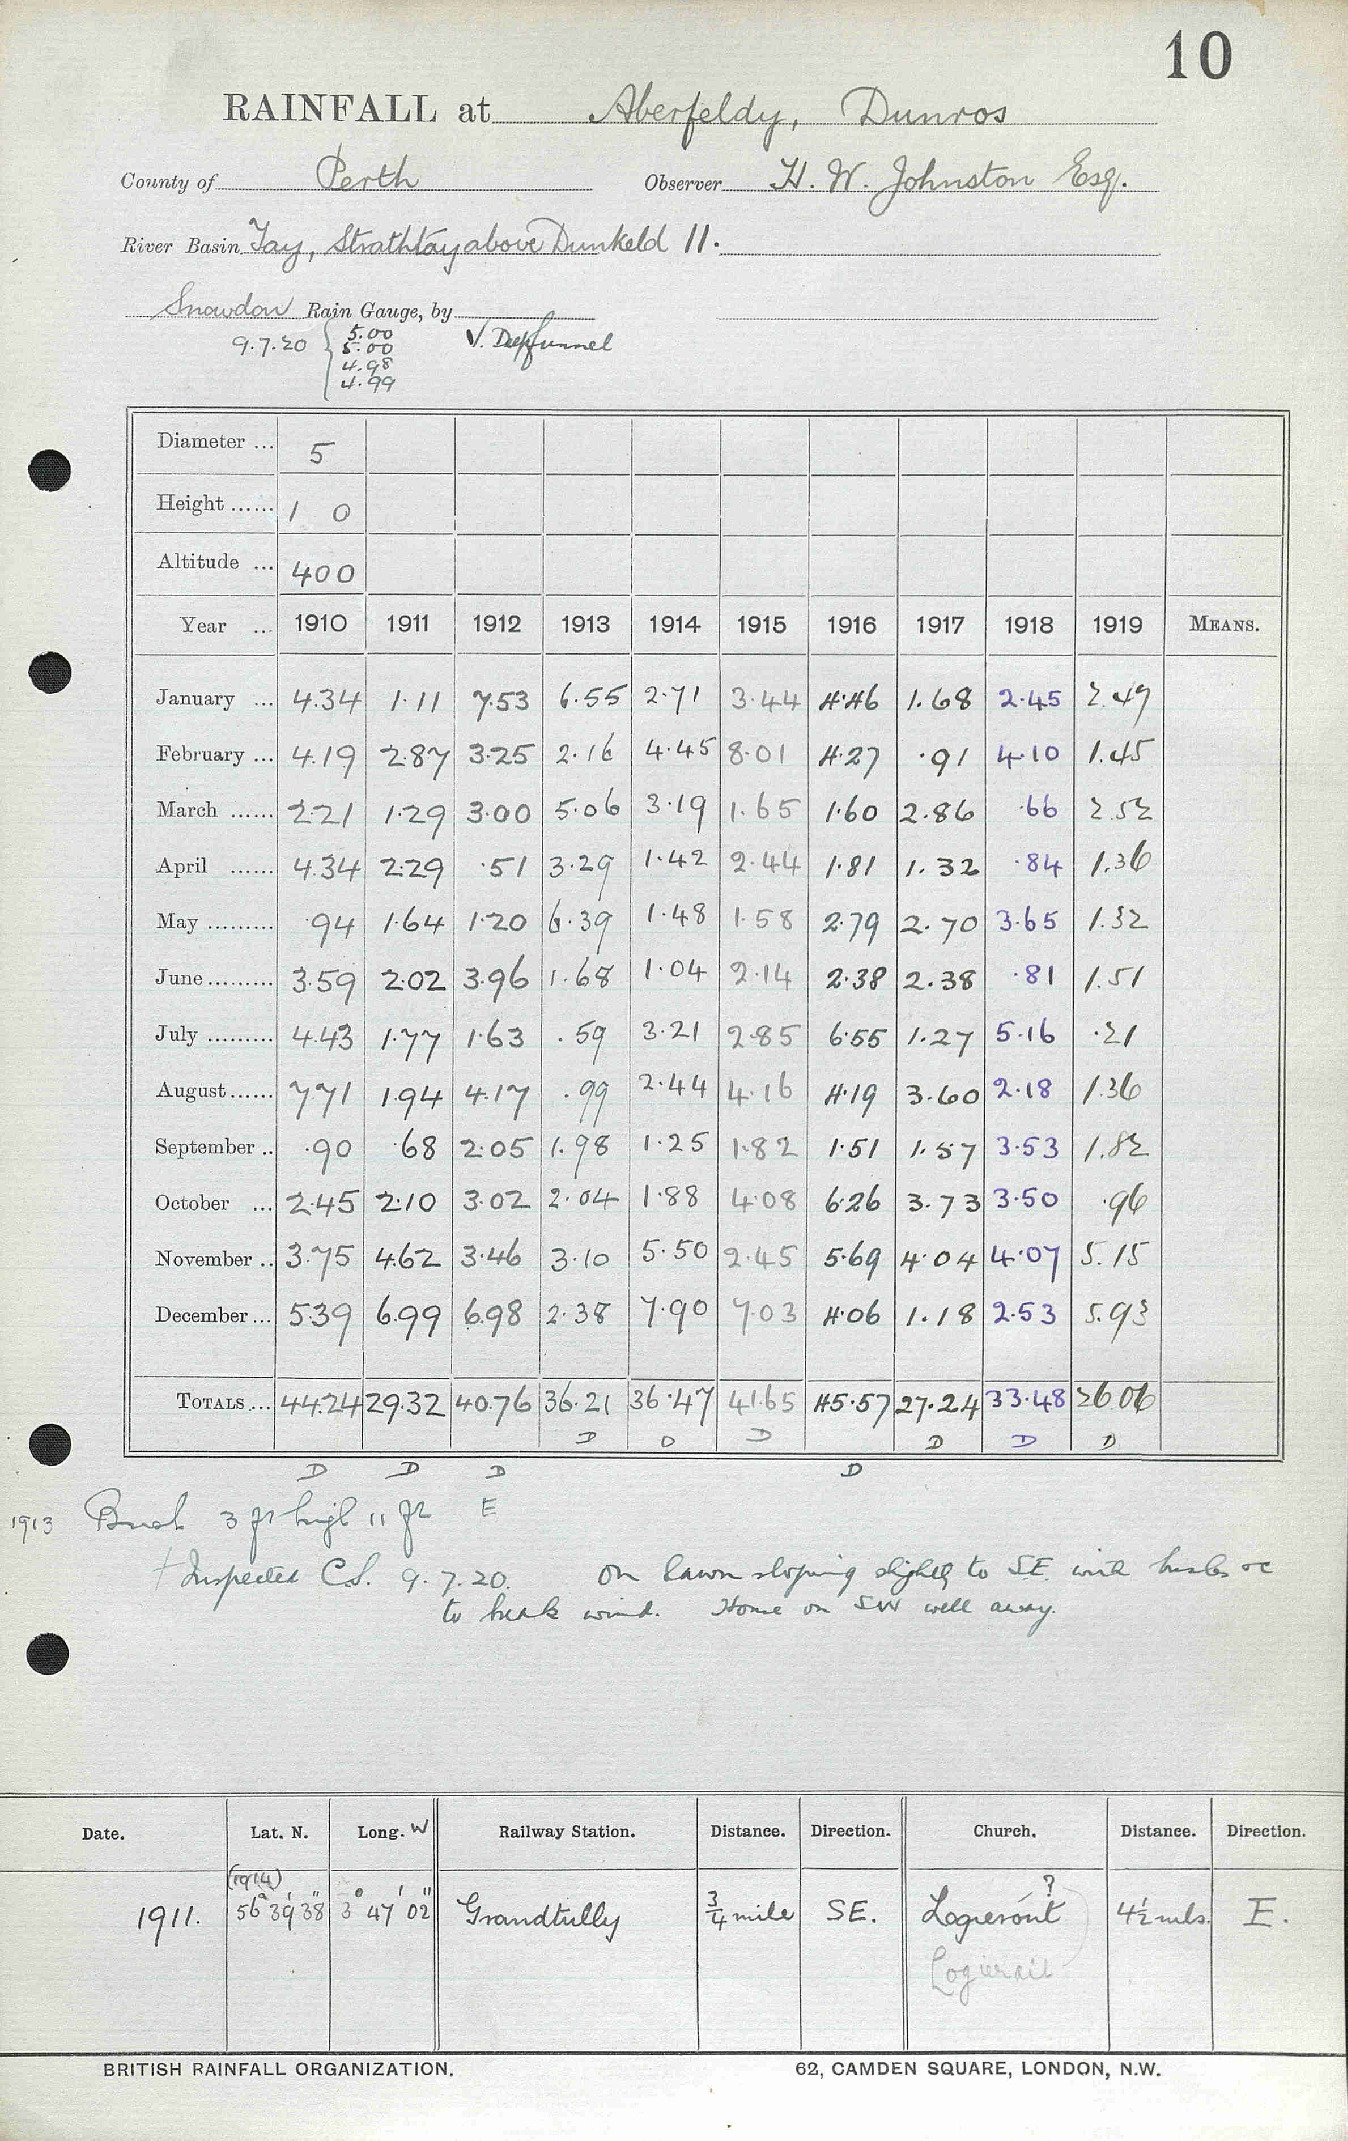 10
RAINFALL at Aberfeldy, Dunros
County of Perth Observer H. W. Johnston Esq.
River Basin Tay, Strathtay above Dunkeld 11.
Snowdon Rain Gauge, by
9.7.20 { 5.00 V. Deep funnel
5.00
4.98
4.99
Diameter ... 5
Height ...... 1 0
Altitude ... 400
Year ... 1910 1911 1912 1913 1914 1915 1916 1917 1918 1919 MEANS.
January ... 4.34 1.11 7.53 6.55 2.71 3.44 4.46 1.68 2.45 2.49
February ... 4.19 2.87 3.25 2.16 4.45 8.01 4.27 .91 4.10 1.45
March ...... 2.21 1.29 3.00 5.06 3.19 1.65 1.60 2.86 .66 2.52
April ...... 4.34 2.29 .51 3.29 1.42 2.44 1.81 1.32 .84 1.36
May ......... .94 1.64 1.20 6.39 1.48 1.58 2.79 2.70 3.65 1.32
June ......... 3.59 2.02 3.96 1.68 1.04 2.14 2.38 2.38 .81 1.51
July ......... 4.43 1.77 1.63 .59 3.21 2.85 6.55 1.27 5.16 .21
August ...... 7.71 1.94 4.17 .99 2.44 4.16 4.19 3.60 2.18 1.36
September .. .90 .68 2.05 1.98 1.25 1.82 1.51 1.57 3.53 1.82
October ... 2.45 2.10 3.02 2.04 1.88 4.08 6.26 3.73 3.50 .96
November .. 3.75 4.62 3.46 3.10 5.50 2.45 5.69 4.04 4.07 5.15
December ... 5.39 6.99 6.98 2.38 7.90 7.03 4.06 1.18 2.53 5.93
TOTALS ... 44.24 29.32 40.76 36.21 36.47 41.65 45.57 27.24 33.48 26.06
D D D D D D
D D D D
1913 Bush 3 ft high 11 ft E
† Inspected C.S. 9.7.20. On lawn sloping slightly to SE with bushes
to break wind. House on SW well away.
Date. Lat. N. Long. W Railway Station. Distance. Direction. Church. Distance. Direction.
(1914) ?
1911. 56° 39' 38" 3° 47' 02" Grandtully 3/4 mile SE. Logieront 4½ mls. E.
Logierait
BRITISH RAINFALL ORGANIZATION. 62, CAMDEN SQUARE, LONDON, N.W.